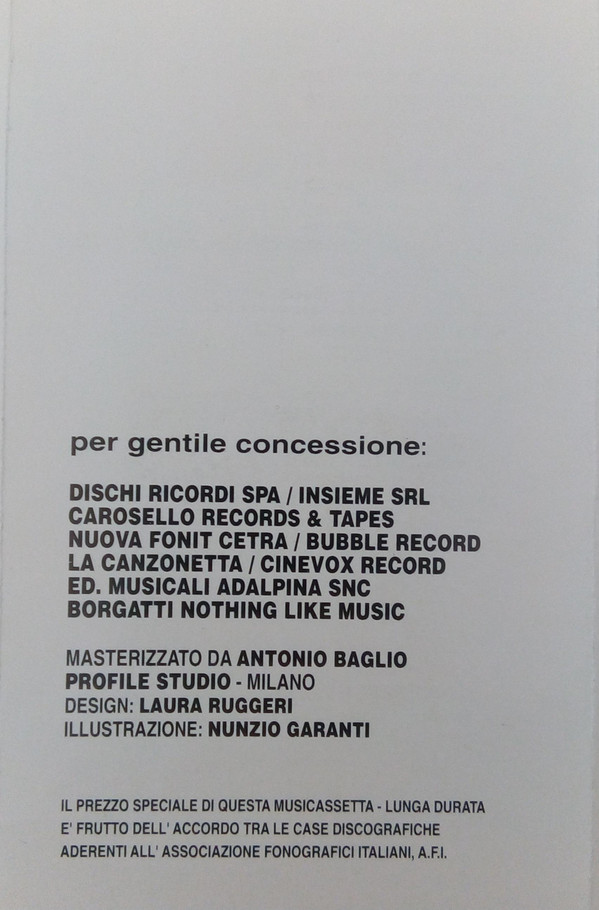 per gentile concessione:
DISCHI RICORDI SPA / INSIEME SRL
CAROSELLO RECORDS & TAPES
NUOVA FONIT CETRA / BUBBLE RECORD
LA CANZONETTA / CINEVOX RECORD
ED. MUSICALI ADALPINA SNC
BORGATTI NOTHING LIKE MUSIC
MASTERIZZATO DA ANTONIO BAGLIO
PROFILE STUDIO - MILANO
DESIGN: LAURA RUGGERI
ILLUSTRAZIONE: NUNZIO GARANTI
IL PREZZO SPECIALE DI QUESTA MUSICASSETTA - LUNGA DURATA
E' FRUTTO DELL' ACCORDO TRA LE CASE DISCOGRAFICHE
ADERENTI ALL' ASSOCIAZIONE FONOGRAFICI ITALIANI, A.F.I.